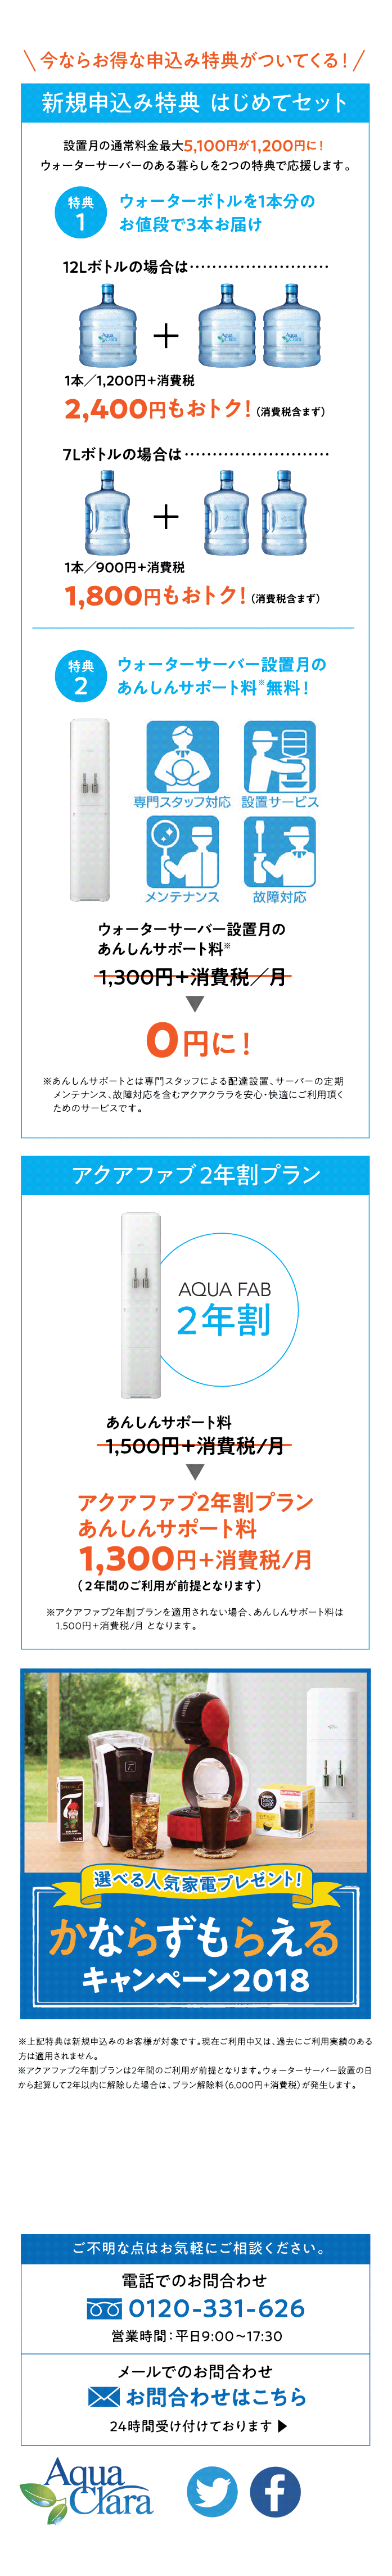 今ならお得な申込み特典がついてくる！
新規申込み特典 はじめてセット
設置月の通常料金最大5,100円が1,200円に！
ウォーターサーバーのある暮らしを2つの特典で応援します。
特典
1
ウォーターボトルを1本分の
お値段で3本お届け
12Lボトルの場合は
Aqua Clara
Aqua Clara
Aqua Clara
＋
1本／1,200円+消費税
2,400円もおトク！（消費税含まず）
7Lボトルの場合は
＋
1本／900円+消費税
1,800円もおトク！（消費税含まず）
特典
2
ウォーターサーバー設置月の
あんしんサポート料※無料！
専門スタッフ対応 設置サービス
メンテナンス 故障対応
ウォーターサーバー設置月の
あんしんサポート料※
1,300円+消費税／月
▼
0円に！
※あんしんサポートとは専門スタッフによる配達設置、サーバーの定期
メンテナンス、故障対応を含むアクアクララを安心・快適にご利用頂く
ためのサービスです。
アクアファブ 2年割プラン
AQUA FAB
2年割
あんしんサポート料
1,500円+消費税/月
▼
アクアファブ2年割プラン
あんしんサポート料
1,300円+消費税/月
（２年間のご利用が前提となります）
※アクアファブ2年割プランを適用されない場合、あんしんサポート料は
1,500円+消費税/月 となります。
選べる人気家電プレゼント！
かならずもらえる
キャンペーン2018
※上記特典は新規申込みのお客様が対象です。現在ご利用中又は、過去にご利用実績のある
方は適用されません。
※アクアファブ2年割プランは2年間のご利用が前提となります。ウォーターサーバー設置の日
から起算して2年以内に解除した場合は、プラン解除料（6,000円+消費税）が発生します。
ご不明な点はお気軽にご相談ください。
電話でのお問合わせ
0120-331-626
営業時間：平日9:00～17:30
メールでのお問合わせ
お問合わせはこちら
24時間受け付けております ▶
Aqua
Clara